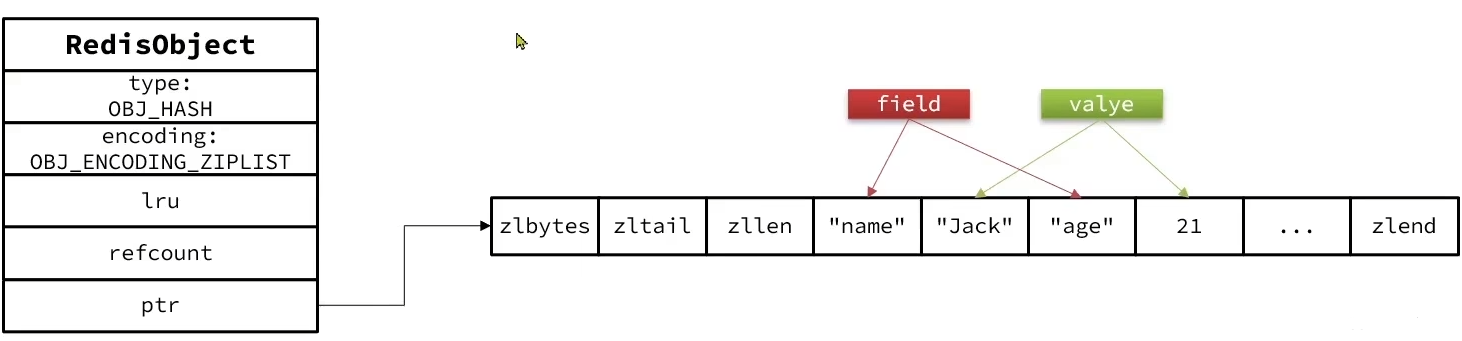 RedisObject
type:
OBJ_HASH
encoding:
OBJ_ENCODING_ZIPLIST
lru
refcount
ptr
field valye
zlbytes zltail zllen "name" "Jack" "age" 21 ... zlend